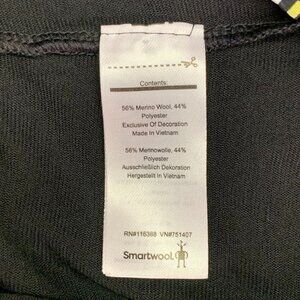 Contents:
56% Merino Wool, 44%
Polyester
Exclusive Of Decoration
Made In Vietnam
56% Merinowolle, 44%
Polyester
Ausschließlich Dekoration
Hergestellt In Vietnam
RN#116388 VN#751407
Smartwool